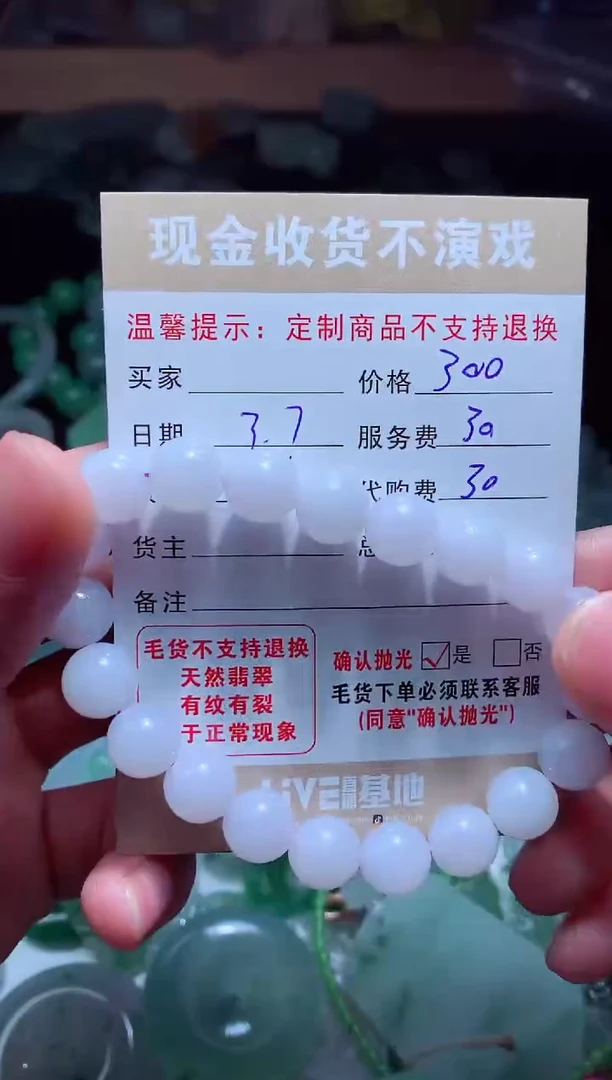 现金收货不演戏
温馨提示：定制商品不支持退换
买家 价格 300
日期 3.7 服务费 30
代购费 30
货主
备注
毛货不支持退换
天然翡翠
有纹有裂
于正常现象
确认抛光 是 否
毛货下单必须联系客服
(同意"确认抛光")
LiVE 基地